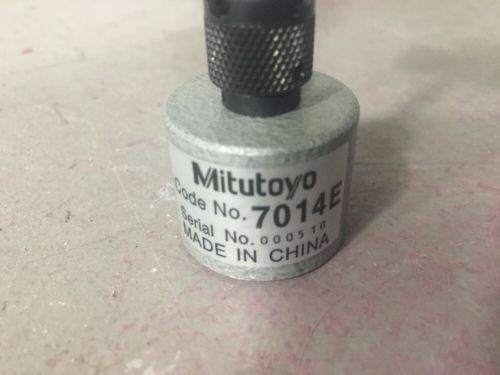 Mitutoyo
Code No. 7014E
Serial No. 000510
MADE IN CHINA